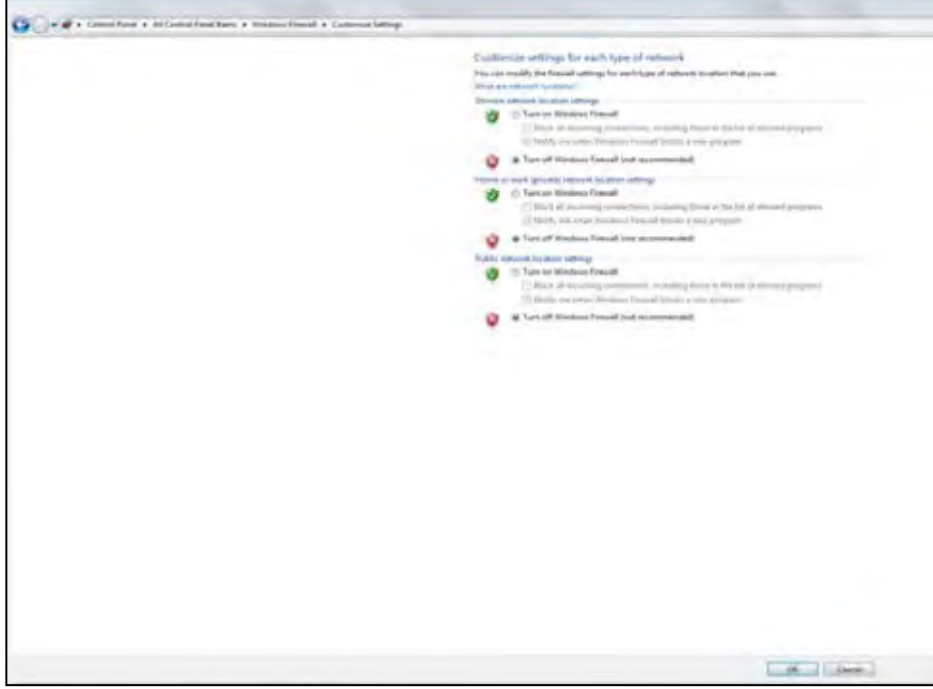 Control Panel All Control Panel Items Windows Firewall Customize Settings
Customize settings for each type of network
You can modify the firewall settings for each type of network location that you use.
What are network locations?
Domain network location settings
Turn on Windows Firewall
Block all incoming connections, including those in the list of allowed programs
Notify me when Windows Firewall blocks a new program
Turn off Windows Firewall (not recommended)
Home or work (private) network location settings
Turn on Windows Firewall
Block all incoming connections, including those in the list of allowed programs
Notify me when Windows Firewall blocks a new program
Turn off Windows Firewall (not recommended)
Public network location settings
Turn on Windows Firewall
Block all incoming connections, including those in the list of allowed programs
Notify me when Windows Firewall blocks a new program
Turn off Windows Firewall (not recommended)
OK Cancel